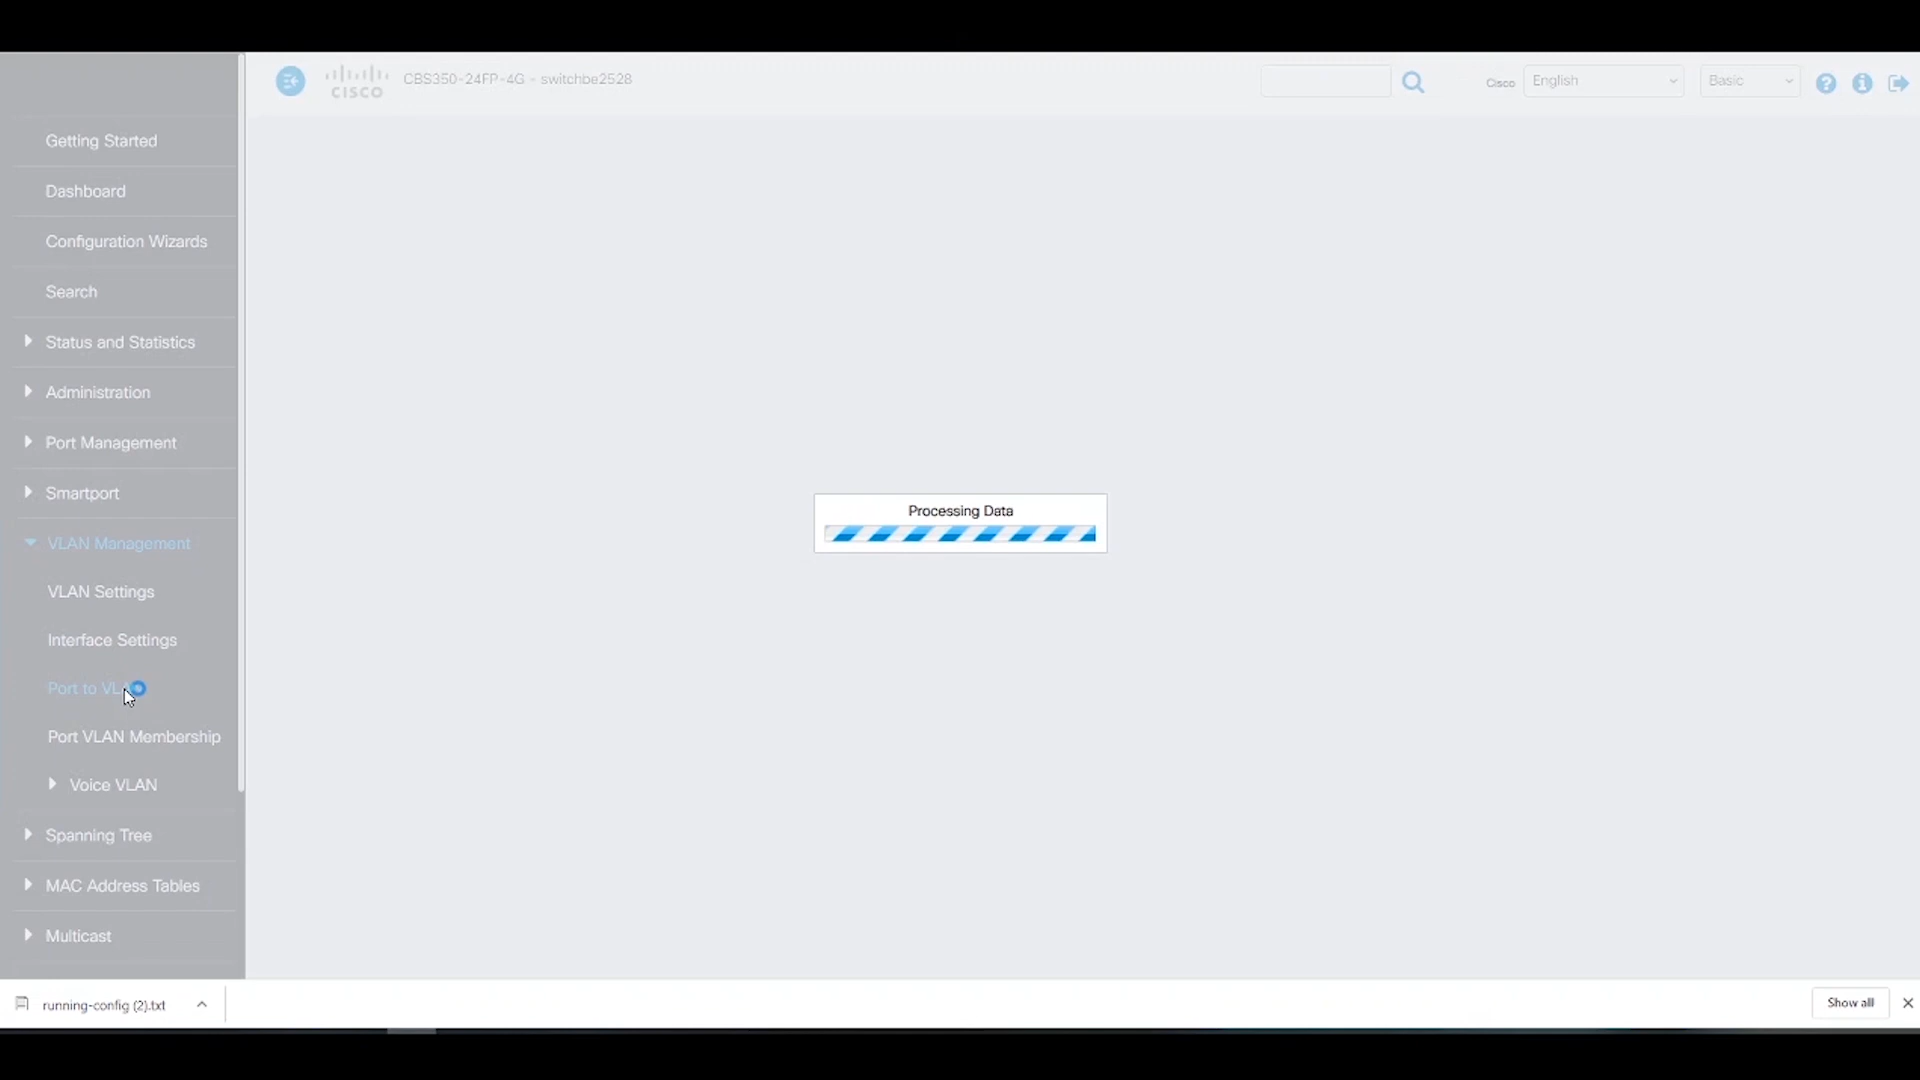 CISCO
CBS350-24FP-4G - switchbe2528
Cisco
English
Basic
Getting Started
Dashboard
Configuration Wizards
Search
Status and Statistics
Administration
Port Management
Smartport
VLAN Management
VLAN Settings
Interface Settings
Port to VLAN
Port VLAN Membership
Voice VLAN
Spanning Tree
MAC Address Tables
Multicast
Processing Data
running-config (2).txt
Show all